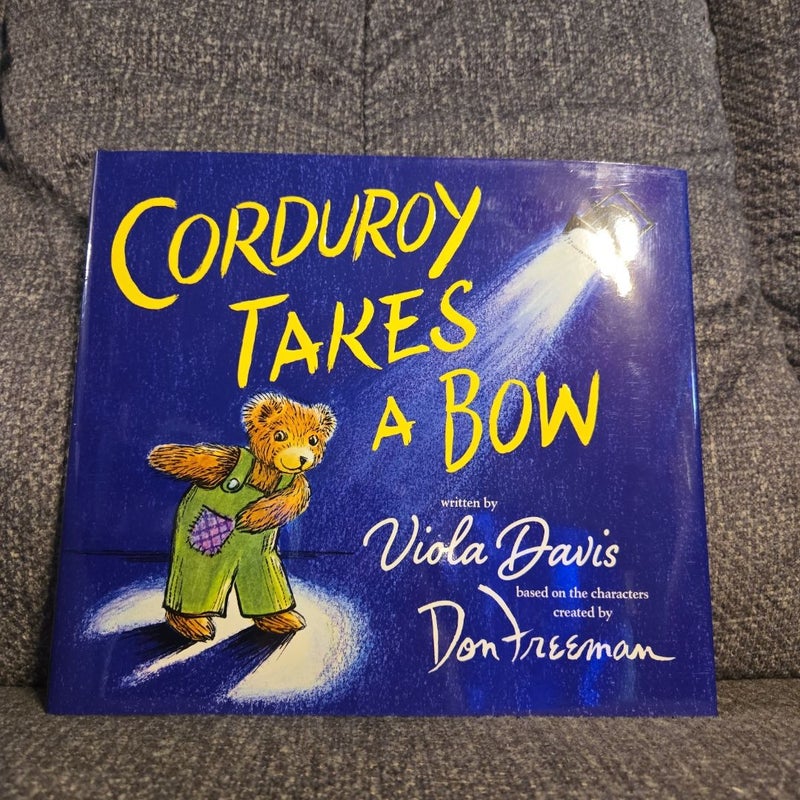 CORDUROY
TAKES
A BOW
written by
Viola Davis
based on the characters
created by
Don Freeman